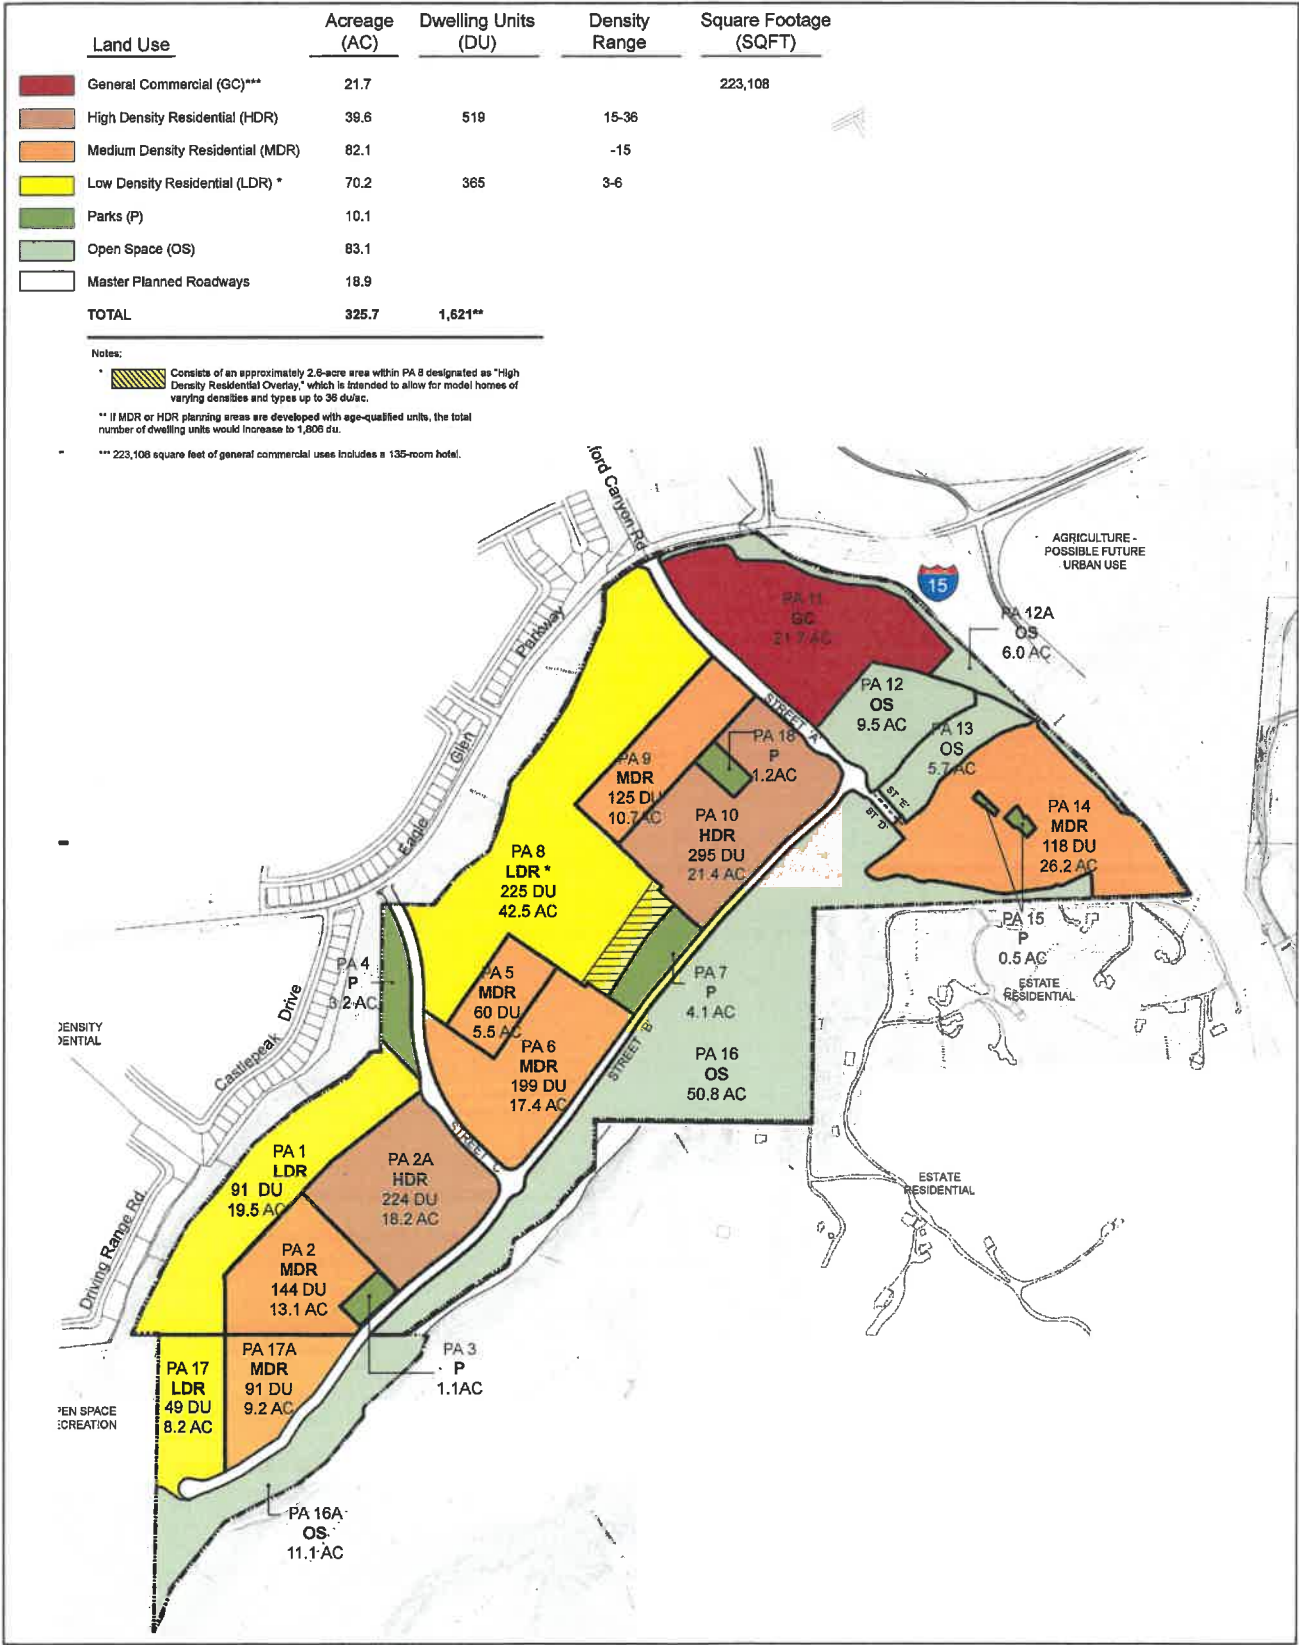 Land Use Acreage (AC) Dwelling Units (DU) Density Range Square Footage (SQFT)
General Commercial (GC)*** 21.7 223,108
High Density Residential (HDR) 39.6 519 15-36
Medium Density Residential (MDR) 82.1 -15
Low Density Residential (LDR) * 70.2 365 3-6
Parks (P) 10.1
Open Space (OS) 83.1
Master Planned Roadways 18.9
TOTAL 325.7 1,621**
Notes:
* Consists of an approximately 2.6-acre area within PA 8 designated as "High
Density Residential Overlay," which is intended to allow for model homes of
varying densities and types up to 36 du/ac.
** If MDR or HDR planning areas are developed with age-qualified units, the total
number of dwelling units would increase to 1,806 du.
*** 223,108 square feet of general commercial uses includes a 135-room hotel.
ford Canyon Rd
AGRICULTURE -
POSSIBLE FUTURE
URBAN USE
15
PA 11
GC
21.7 AC
PA 12A
OS
6.0 AC
Parkway
Glen
Eagle
PA 12
OS
9.5 AC
STREET 'A'
PA 13
OS
5.7 AC
PA 18
P
1.2AC
PA 9
MDR
125 DU
10.7 AC
ST 'E'
ST 'D'
PA 14
MDR
118 DU
26.2 AC
PA 10
HDR
295 DU
21.4 AC
PA 8
LDR *
225 DU
42.5 AC
PA 15
P
0.5 AC
ESTATE
RESIDENTIAL
PA 4
P
3.2 AC
PA 5
MDR
60 DU
5.5 AC
PA 7
P
4.1 AC
DENSITY
DENTIAL
Castlepeak Drive
PA 6
MDR
199 DU
17.4 AC
STREET 'B'
PA 16
OS
50.8 AC
STREET C
PA 1
LDR
91 DU
19.5 AC
PA 2A
HDR
224 DU
18.2 AC
ESTATE
RESIDENTIAL
Driving Range Rd.
PA 2
MDR
144 DU
13.1 AC
PA 3
P
1.1AC
PA 17
LDR
49 DU
8.2 AC
PA 17A
MDR
91 DU
9.2 AC
PEN SPACE
ECREATION
PA 16A
OS
11.1 AC